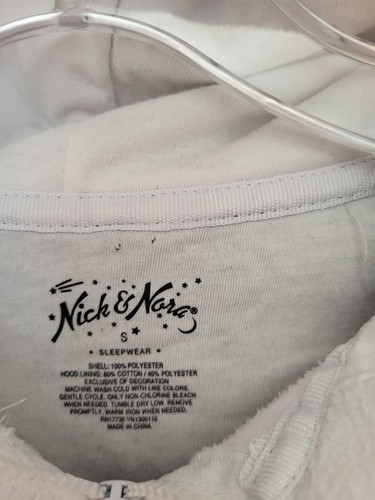 Nick & Nora®
S
• SLEEPWEAR •
SHELL: 100% POLYESTER
HOOD LINING: 60% COTTON / 40% POLYESTER
EXCLUSIVE OF DECORATION
MACHINE WASH COLD WITH LIKE COLORS.
GENTLE CYCLE. ONLY NON-CHLORINE BLEACH
WHEN NEEDED. TUMBLE DRY LOW. REMOVE
PROMPTLY. WARM IRON WHEN NEEDED.
RN17730 YN1300110
MADE IN CHINA